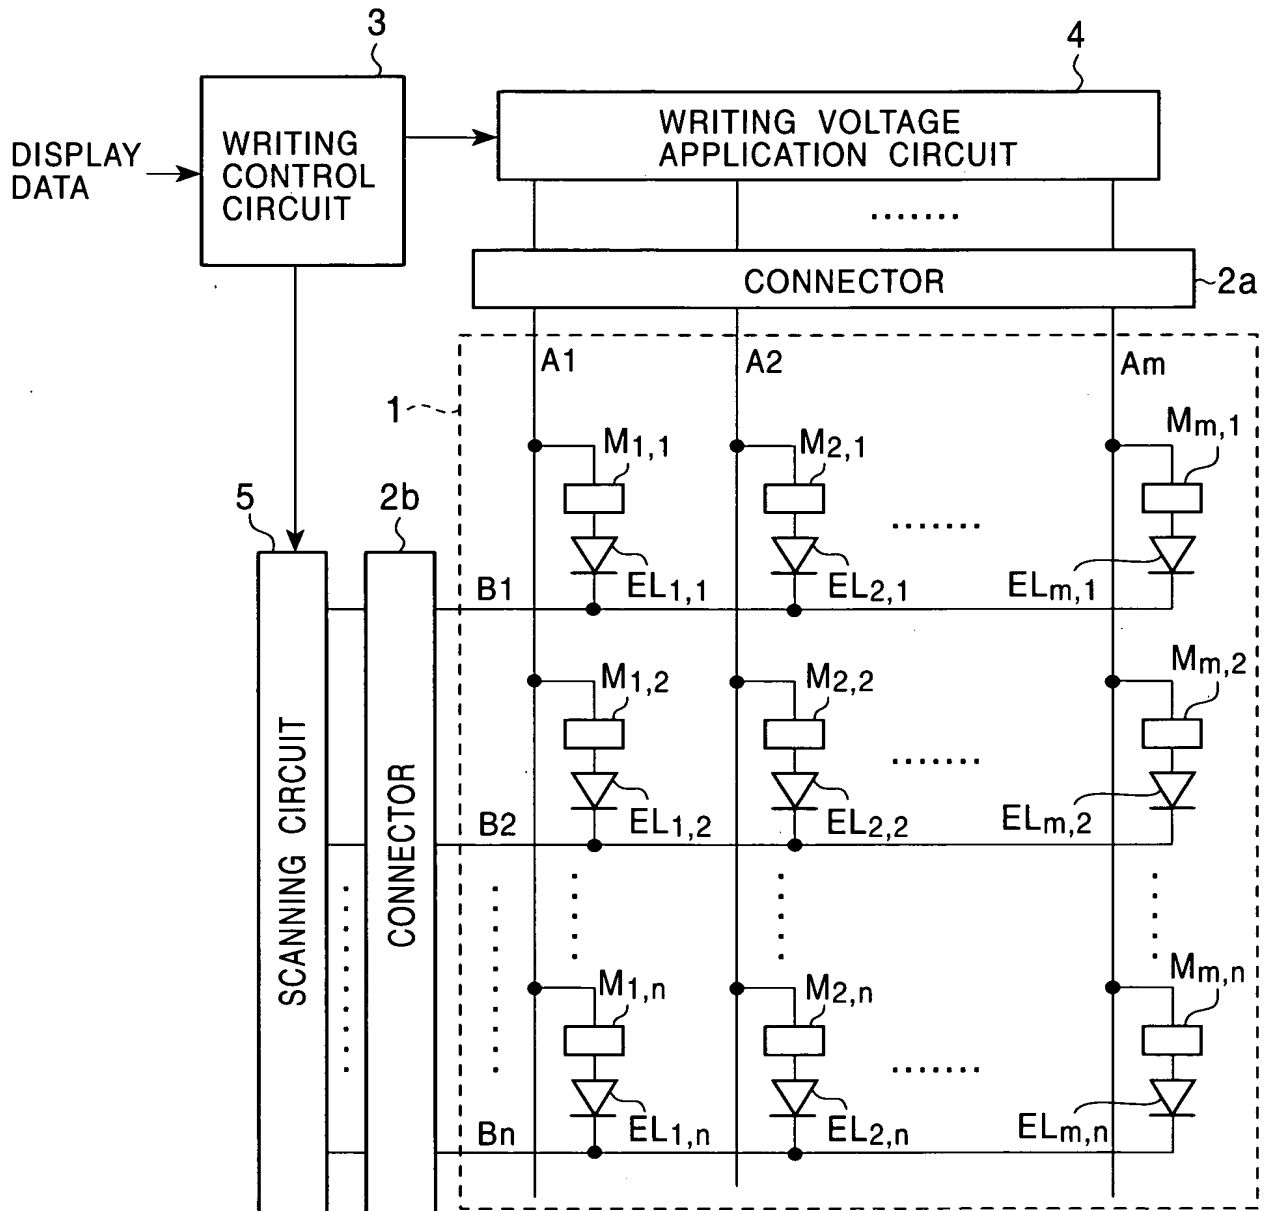 3
4
WRITING VOLTAGE
APPLICATION CIRCUIT
DISPLAY
DATA
WRITING
CONTROL
CIRCUIT
.......
CONNECTOR
2a
A1 A2 Am
1
M1,1 M2,1 Mm,1
5 2b
.......
EL1,1 EL2,1 ELm,1
B1
M1,2 M2,2 Mm,2
.......
EL1,2 EL2,2 ELm,2
B2
SCANNING CIRCUIT
CONNECTOR
M1,n M2,n Mm,n
.......
EL1,n EL2,n ELm,n
Bn